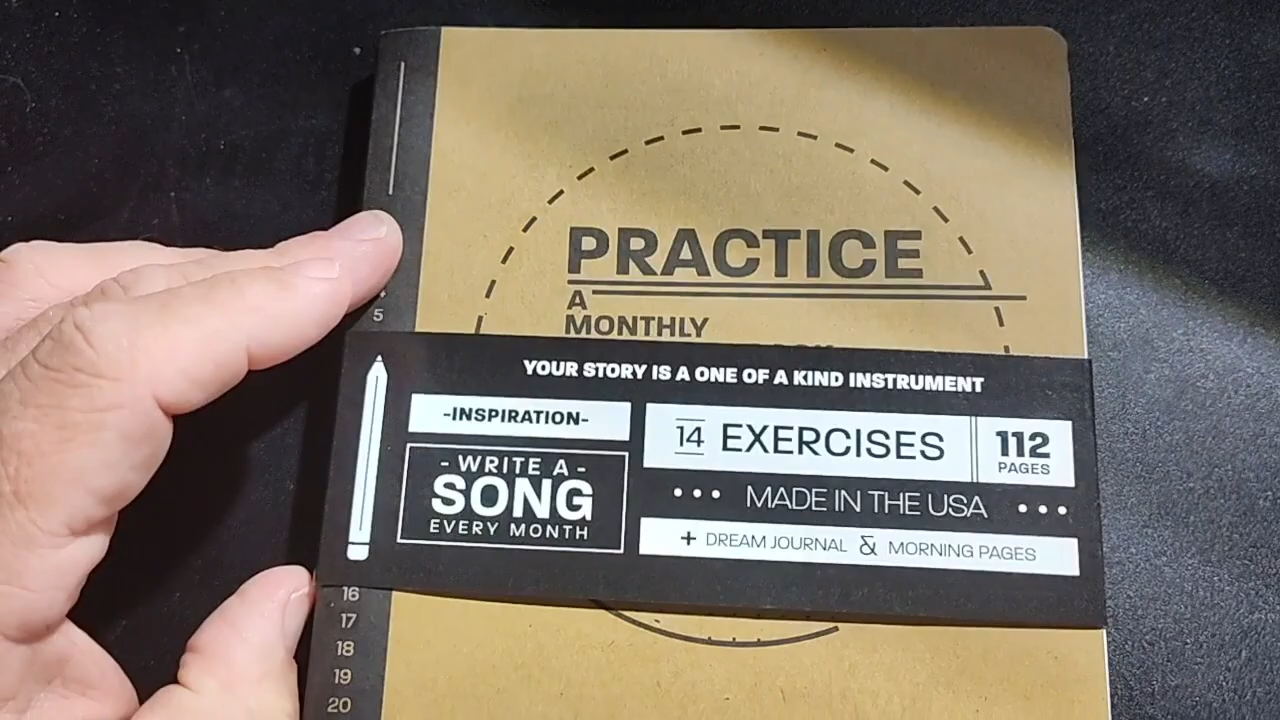 PRACTICE
A
MONTHLY
5
YOUR STORY IS A ONE OF A KIND INSTRUMENT
-INSPIRATION-
- WRITE A -
SONG
EVERY MONTH
14 EXERCISES
112
PAGES
••• MADE IN THE USA •••
+ DREAM JOURNAL & MORNING PAGES
16
17
18
19
20